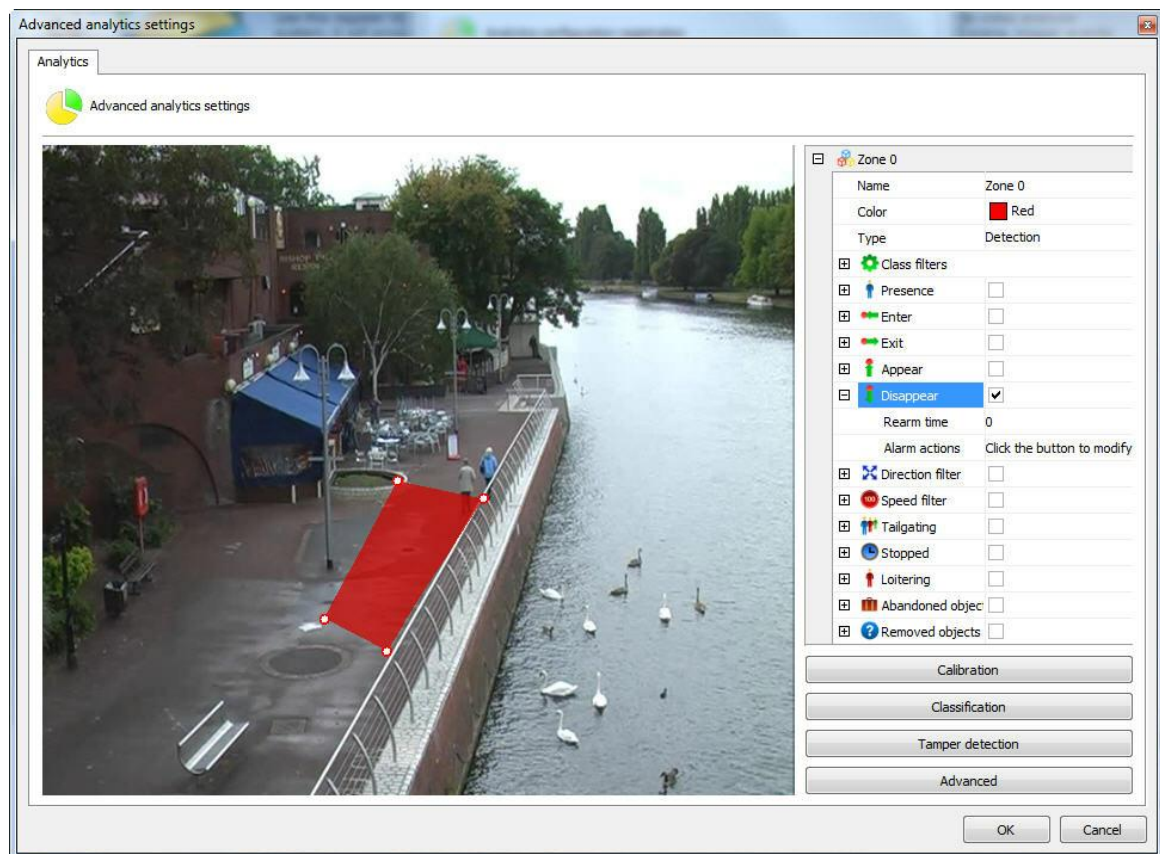 Advanced analytics settings
Analytics
Advanced analytics settings
Zone 0
Name Zone 0
Color Red
Type Detection
Class filters
Presence
Enter
Exit
Appear
Disappear
Rearm time 0
Alarm actions Click the button to modify
Direction filter
100 Speed filter
Tailgating
Stopped
Loitering
Abandoned objec
? Removed objects
Calibration
Classification
Tamper detection
Advanced
OK Cancel